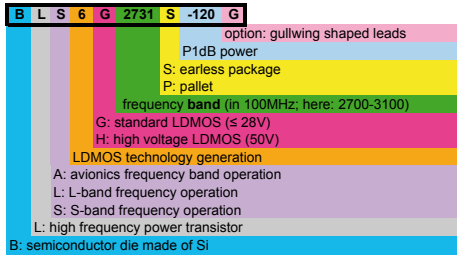 B L S 6 G 2731 S -120 G
option: gullwing shaped leads
P1dB power
S: earless package
P: pallet
frequency band (in 100MHz; here: 2700-3100)
G: standard LDMOS (≤ 28V)
H: high voltage LDMOS (50V)
LDMOS technology generation
A: avionics frequency band operation
L: L-band frequency operation
S: S-band frequency operation
L: high frequency power transistor
B: semiconductor die made of Si